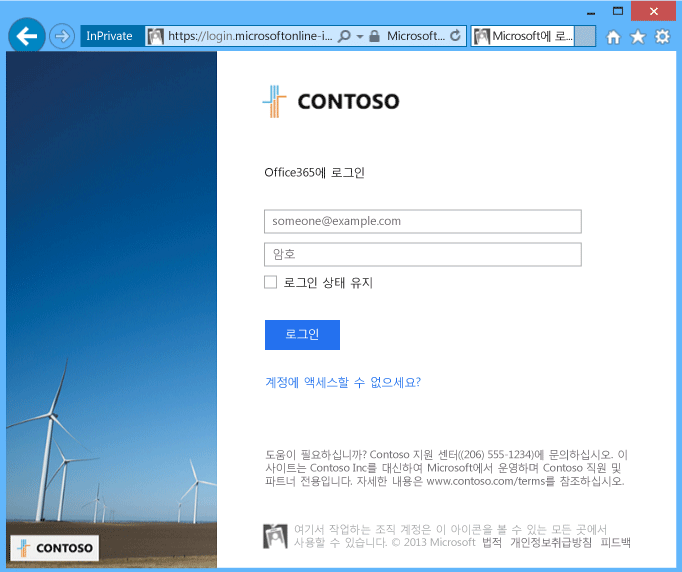 InPrivate https://login.microsoftonline-i... Microsoft... Microsoft에 로...
CONTOSO
Office365에 로그인
someone@example.com
암호
로그인 상태 유지
로그인
계정에 액세스할 수 없으세요?
도움이 필요하십니까? Contoso 지원 센터((206) 555-1234)에 문의하십시오. 이
사이트는 Contoso Inc를 대신하여 Microsoft에서 운영하며 Contoso 직원 및
파트너 전용입니다. 자세한 내용은 www.contoso.com/terms를 참조하십시오.
CONTOSO
여기서 작업하는 조직 계정은 이 아이콘을 볼 수 있는 모든 곳에서
사용할 수 있습니다. © 2013 Microsoft 법적 개인정보취급방침 피드백